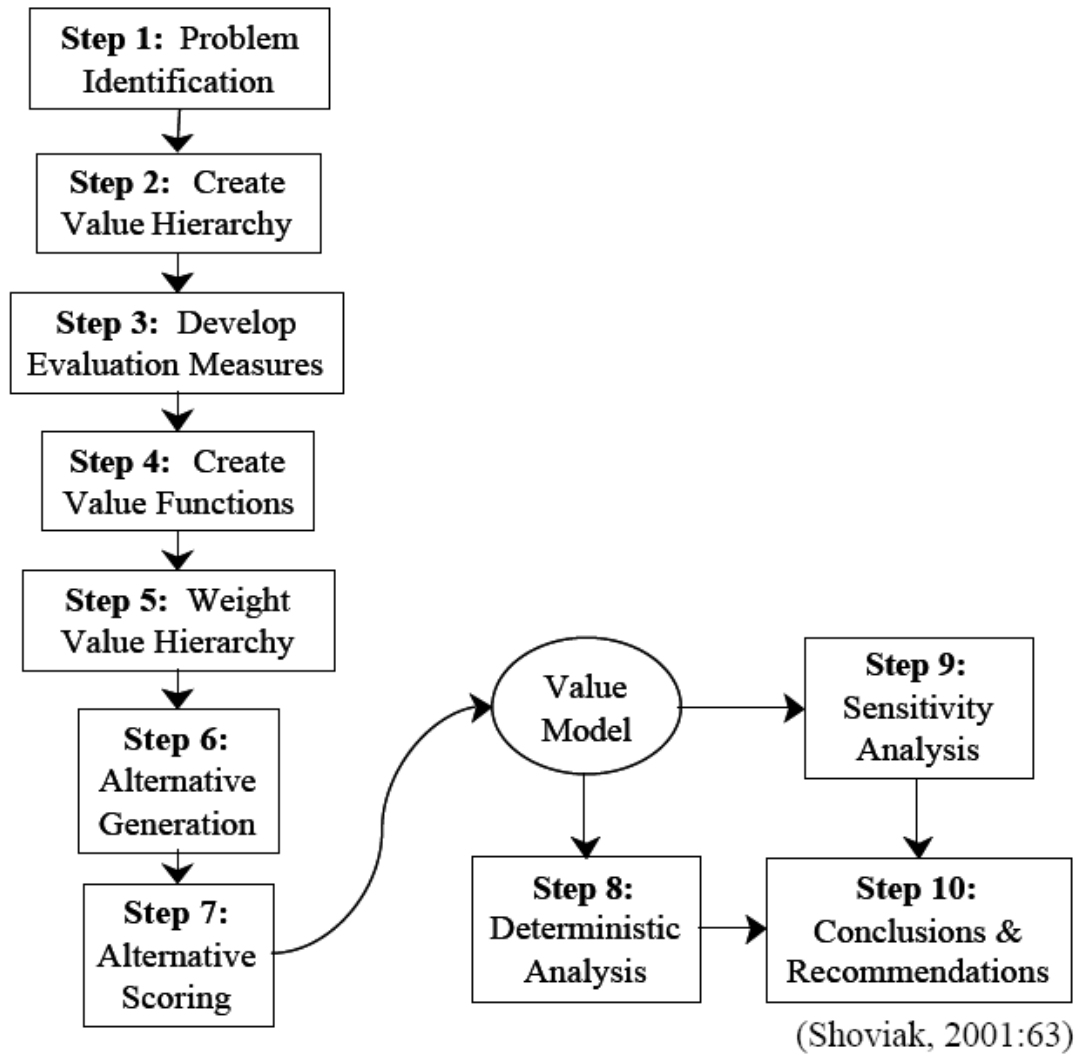 Step 1: Problem
Identification
Step 2: Create
Value Hierarchy
Step 3: Develop
Evaluation Measures
Step 4: Create
Value Functions
Step 5: Weight
Value Hierarchy
Step 6:
Alternative
Generation
Step 7:
Alternative
Scoring
Value
Model
Step 8:
Deterministic
Analysis
Step 9:
Sensitivity
Analysis
Step 10:
Conclusions &
Recommendations
(Shoviak, 2001:63)